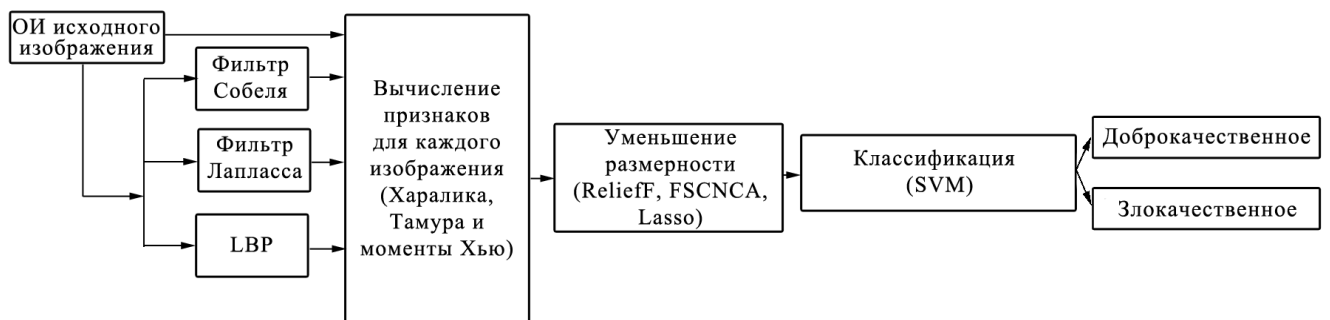 ОИ исходного
изображения
Фильтр
Собеля
Фильтр
Лапласса
LBP
Вычисление
признаков
для каждого
изображения
(Харалика,
Тамура и
моменты Хью)
Уменьшение
размерности
(ReliefF, FSCNCA,
Lasso)
Классификация
(SVM)
Доброкачественное
Злокачественное